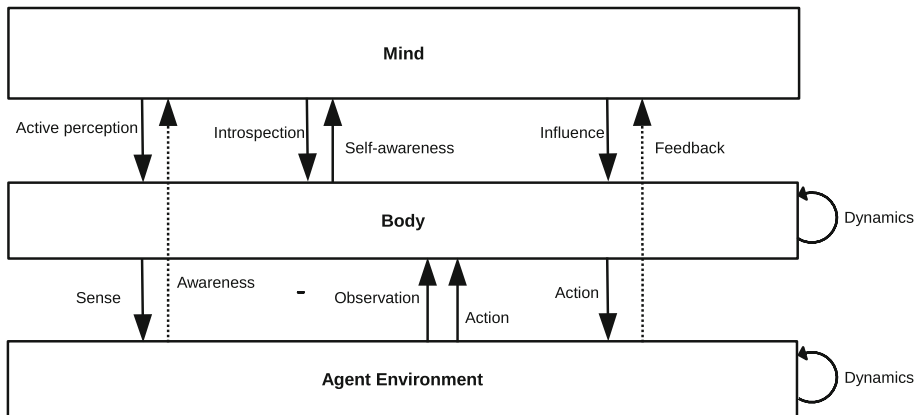 Mind
Active perception
Introspection
Influence
Self-awareness
Feedback
Body
Dynamics
Awareness
Sense
Observation
Action
Action
Agent Environment
Dynamics